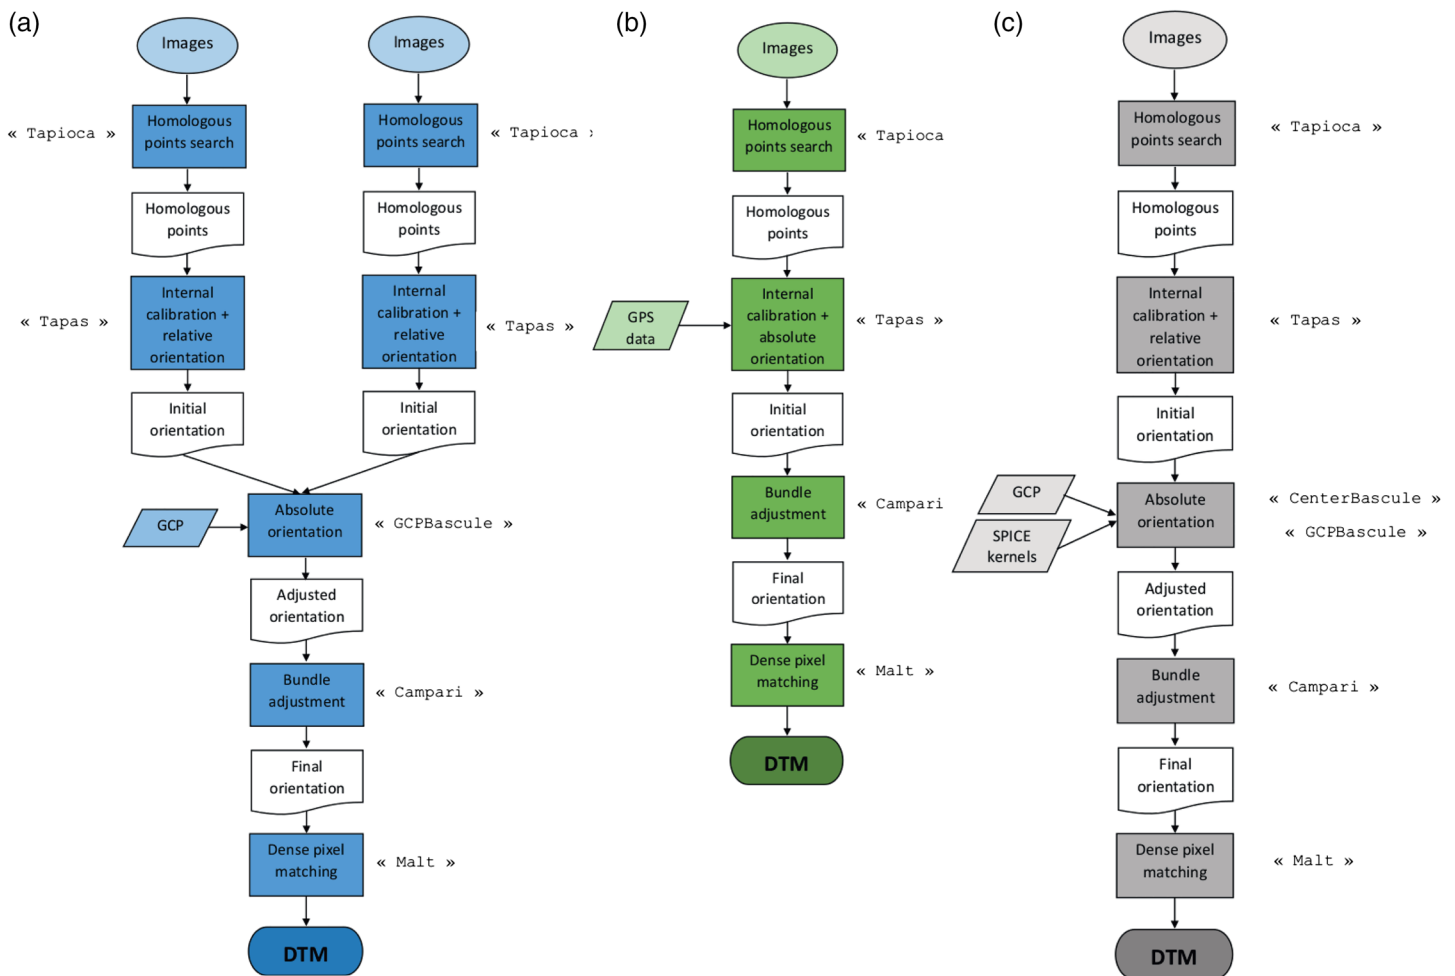 (a)
Images
Homologous
points search
« Tapioca »
Homologous
points
Internal
calibration +
relative
orientation
« Tapas »
Initial
orientation
Images
Homologous
points search
« Tapioca »
Homologous
points
Internal
calibration +
relative
orientation
« Tapas »
Initial
orientation
GCP
Absolute
orientation
« GCPBascule »
Adjusted
orientation
Bundle
adjustment
« Campari »
Final
orientation
Dense pixel
matching
« Malt »
DTM
(b)
Images
Homologous
points search
« Tapioca
Homologous
points
GPS
data
Internal
calibration +
absolute
orientation
« Tapas »
Initial
orientation
Bundle
adjustment
« Campari
Final
orientation
Dense pixel
matching
« Malt »
DTM
(c)
Images
Homologous
points search
« Tapioca »
Homologous
points
Internal
calibration +
relative
orientation
« Tapas »
Initial
orientation
GCP
SPICE
kernels
Absolute
orientation
« CenterBascule »
« GCPBascule »
Adjusted
orientation
Bundle
adjustment
« Campari »
Final
orientation
Dense pixel
matching
« Malt »
DTM